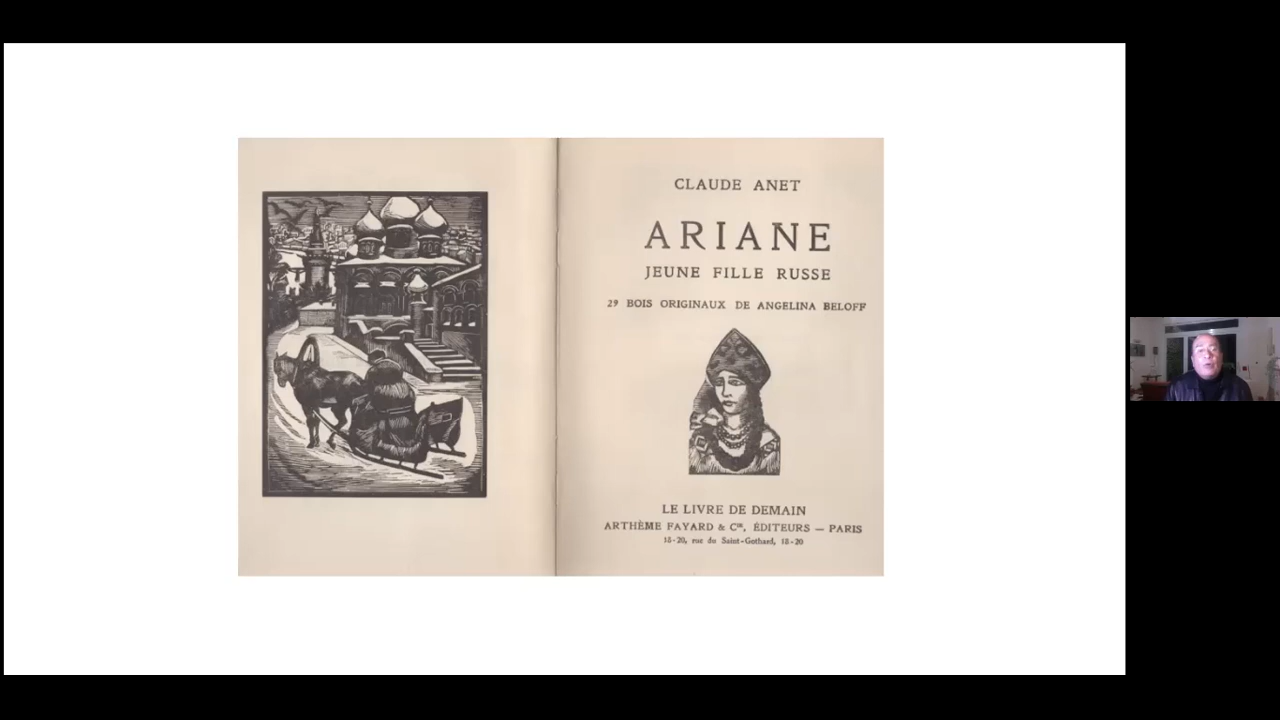 CLAUDE ANET
ARIANE
JEUNE FILLE RUSSE
29 BOIS ORIGINAUX DE ANGELINA BELOFF
LE LIVRE DE DEMAIN
ARTHÈME FAYARD & Cie, ÉDITEURS — PARIS
18-20, rue du Saint-Gothard, 18-20